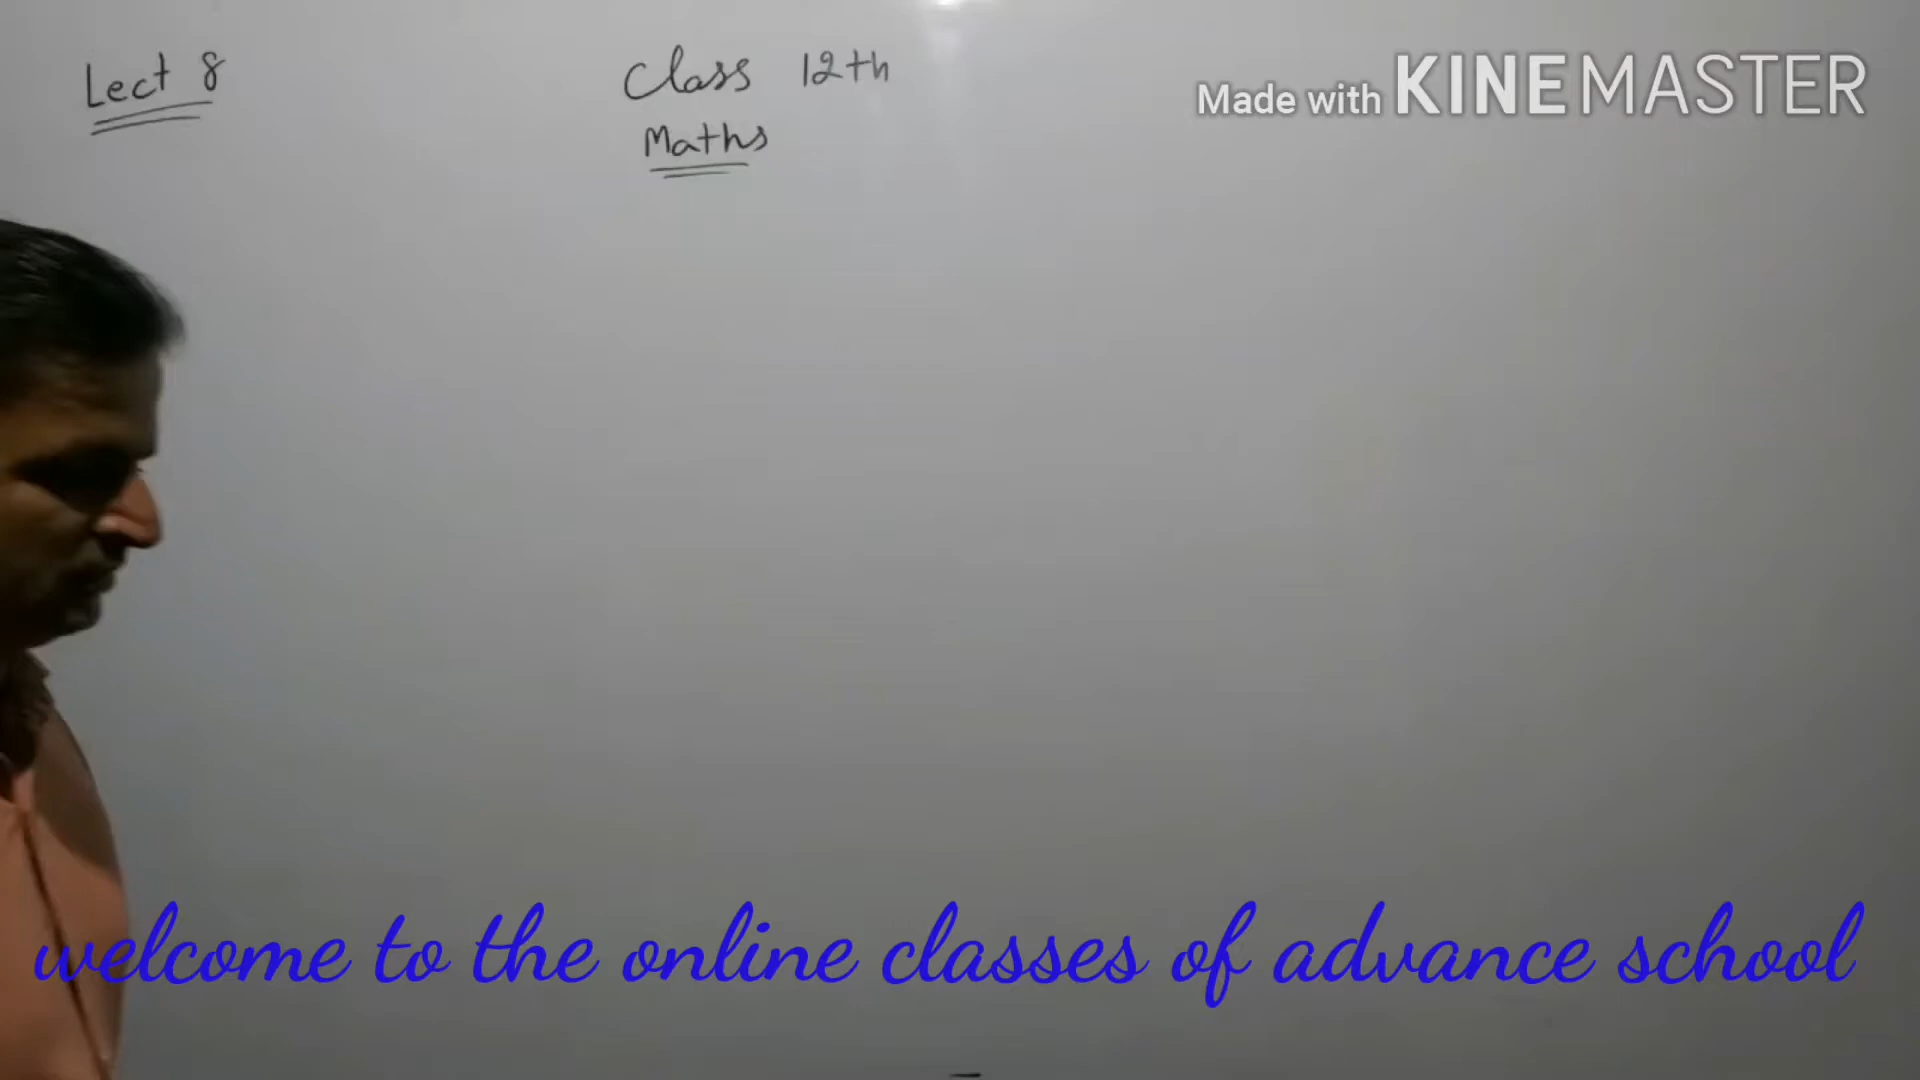 Lect 8
Class 12th
Maths
Made with KINEMASTER
welcome to the online classes of advance school